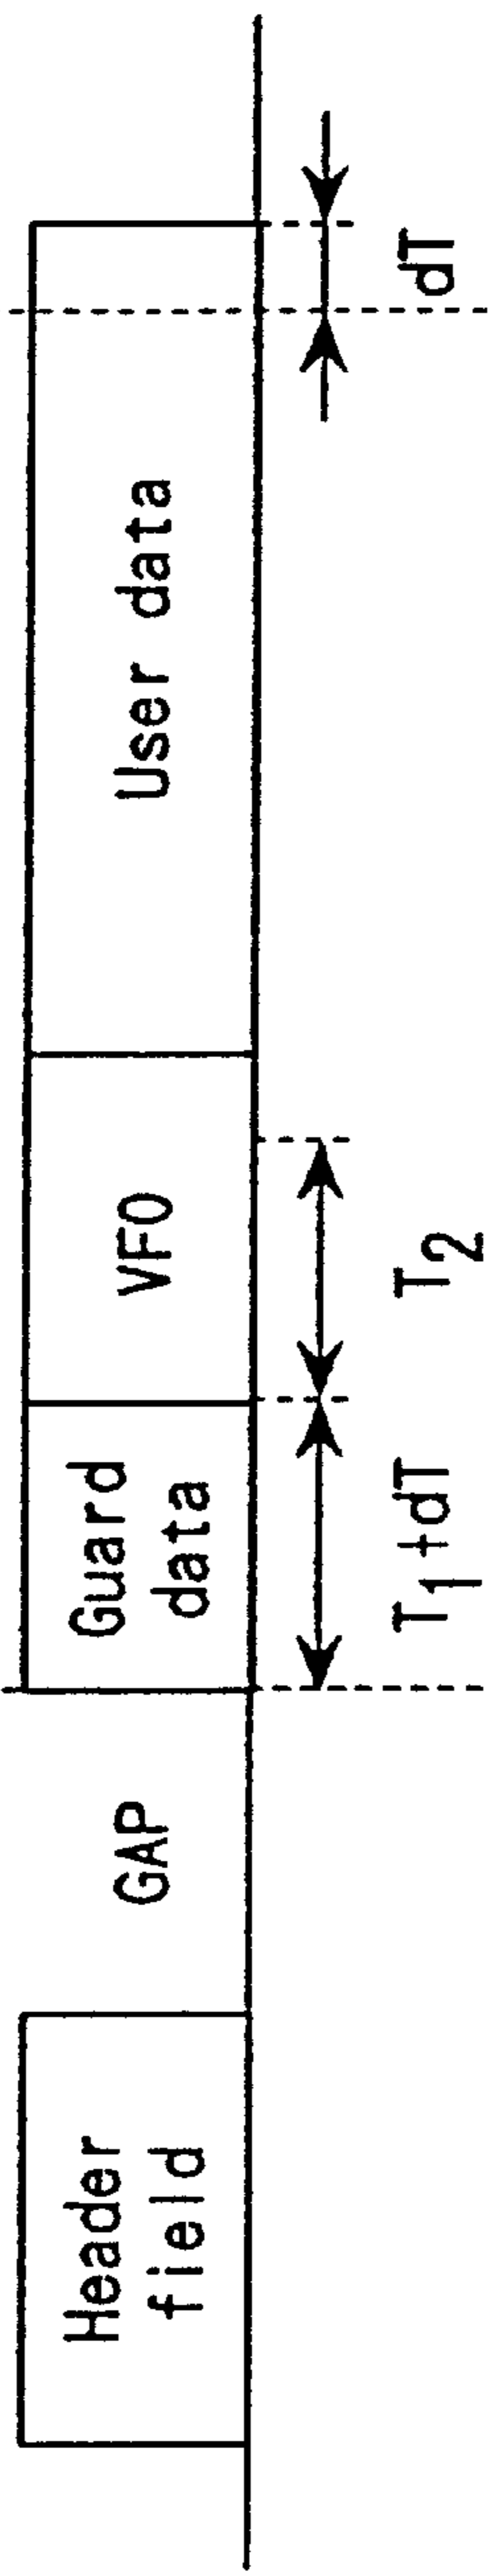 Header
field
GAP
Guard
data
VFO
User data
T1+dT
T2
dT